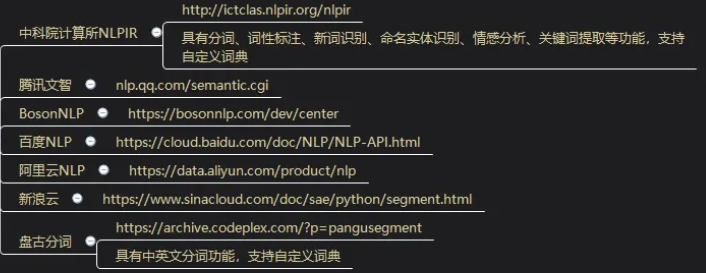 http://ictclas.nlpir.org/nlpir
中科院计算所NLPIR
具有分词、词性标注、新词识别、命名实体识别、情感分析、关键词提取等功能，支持
自定义词典
腾讯文智 nlp.qq.com/semantic.cgi
BosonNLP https://bosonnlp.com/dev/center
百度NLP https://cloud.baidu.com/doc/NLP/NLP-API.html
阿里云NLP https://data.aliyun.com/product/nlp
新浪云 https://www.sinacloud.com/doc/sae/python/segment.html
https://archive.codeplex.com/?p=pangusegment
盘古分词
具有中英文分词功能，支持自定义词典